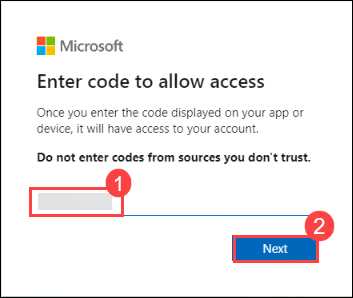 Microsoft
Enter code to allow access
Once you enter the code displayed on your app or
device, it will have access to your account.
Do not enter codes from sources you don't trust.
1
2
Next